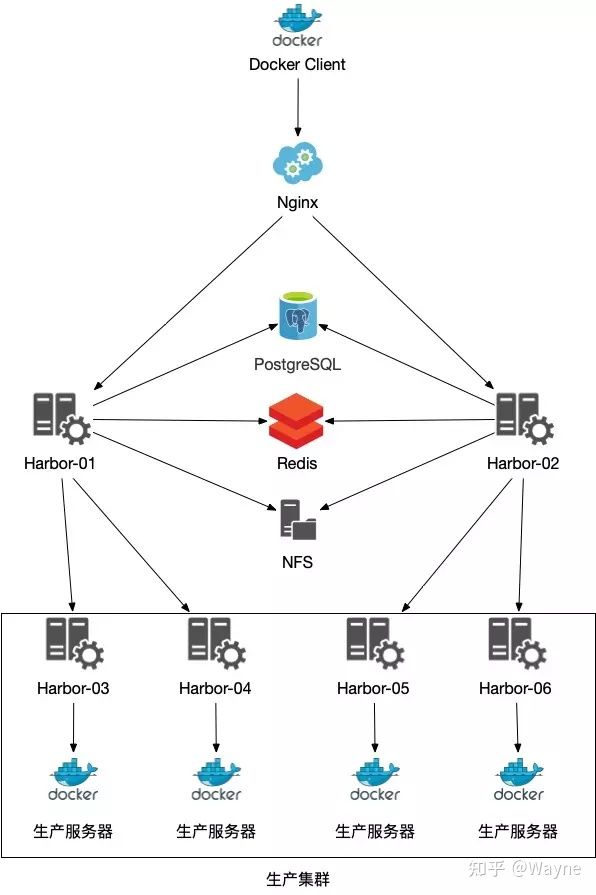 docker
Docker Client
Nginx
PostgreSQL
Harbor-01
Redis
Harbor-02
NFS
Harbor-03
Harbor-04
Harbor-05
Harbor-06
docker
docker
docker
docker
生产服务器
生产服务器
生产服务器
生产服务器
生产集群
知乎 @Wayne